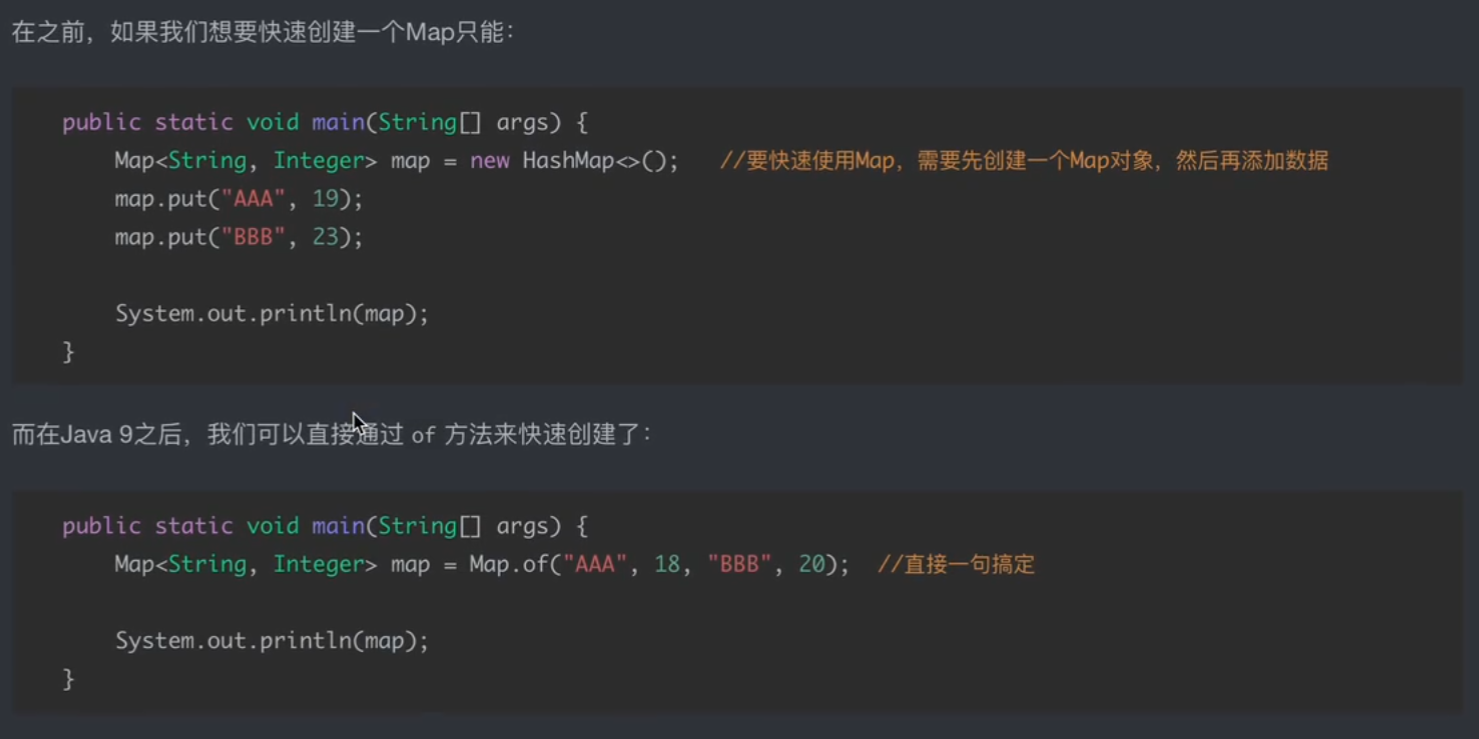 在之前，如果我们想要快速创建一个Map只能：
public static void main(String[] args) {
Map<String, Integer> map = new HashMap<>();   //要快速使用Map，需要先创建一个Map对象，然后再添加数据
map.put("AAA", 19);
map.put("BBB", 23);
System.out.println(map);
}
而在Java 9之后，我们可以直接通过 of 方法来快速创建了：
public static void main(String[] args) {
Map<String, Integer> map = Map.of("AAA", 18, "BBB", 20);  //直接一句搞定
System.out.println(map);
}